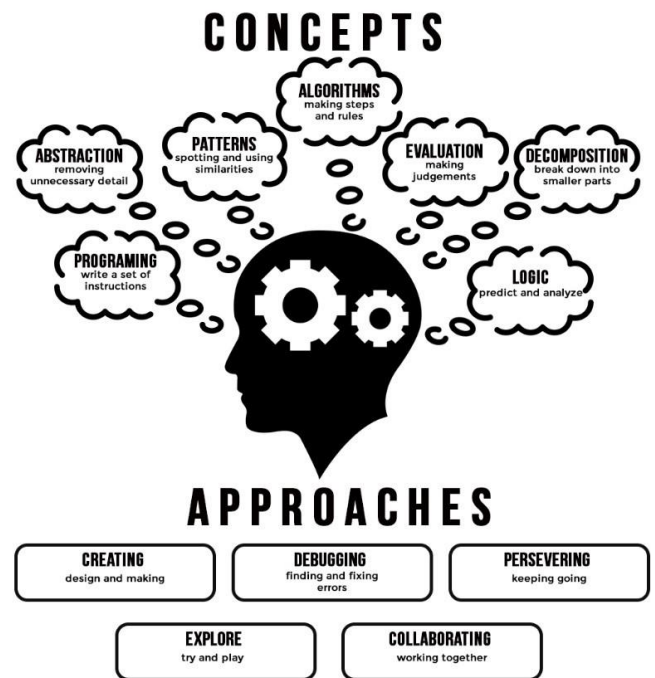 CONCEPTS
ALGORITHMS
making steps
and rules
PATTERNS
spotting and using
similarities
EVALUATION
making
judgements
ABSTRACTION
removing
unnecessary detail
DECOMPOSITION
break down into
smaller parts
PROGRAMING
write a set of
instructions
LOGIC
predict and analyze
APPROACHES
CREATING
design and making
DEBUGGING
finding and fixing
errors
PERSEVERING
keeping going
EXPLORE
try and play
COLLABORATING
working together